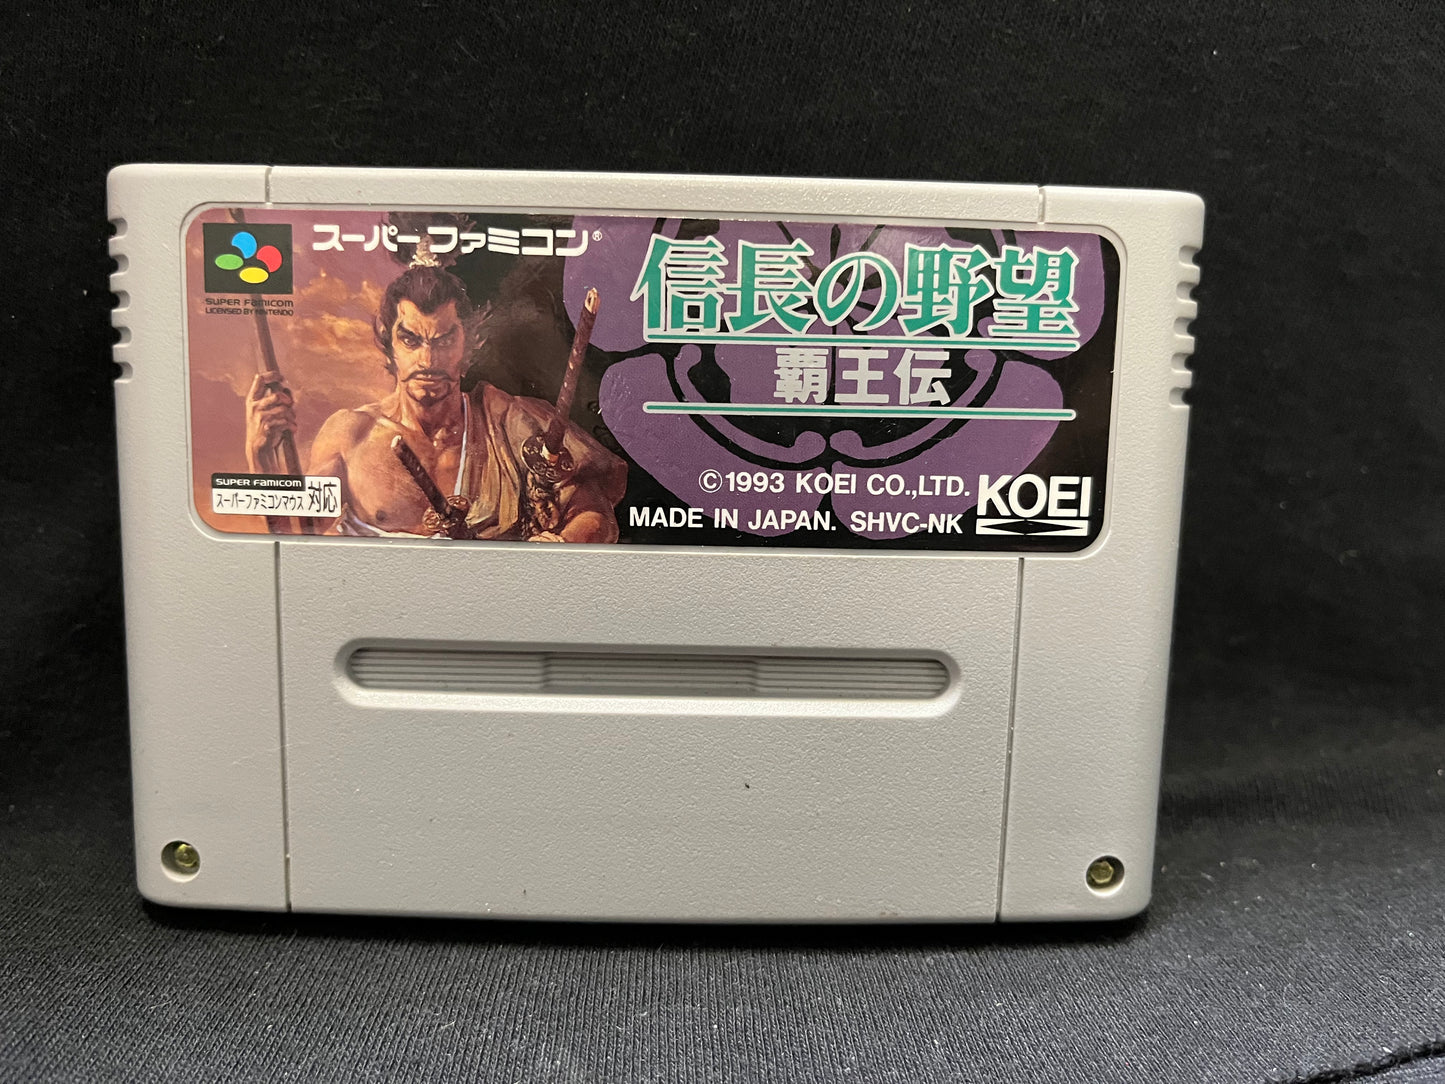 スーパーファミコン®
SUPER FAMICOM
LICENSED BY NINTENDO
信長の野望
覇王伝
SUPER FAMICOM
スーパーファミコンマウス 対応
©1993 KOEI CO.,LTD.
MADE IN JAPAN. SHVC-NK
KOEI